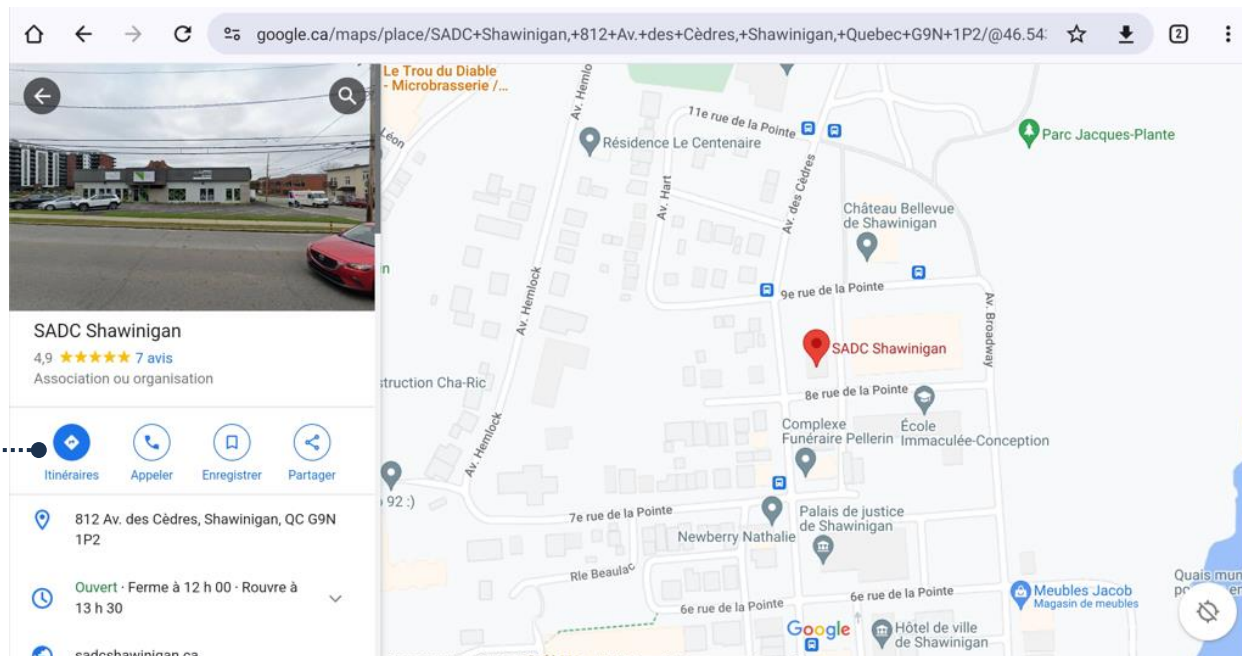 google.ca/maps/place/SADC+Shawinigan,+812+Av.+des+Cèdres,+Shawinigan,+Quebec+G9N+1P2/@46.54
2
SADC Shawinigan
4,9 ★★★★★ 7 avis
Association ou organisation
Itinéraires
Appeler
Enregistrer
Partager
812 Av. des Cèdres, Shawinigan, QC G9N
1P2
Ouvert · Ferme à 12 h 00 · Rouvre à
13 h 30
sadcshawinigan.ca
Le Trou du Diable
- Microbrasserie /...
Av. Hemlock
11e rue de la Pointe
Léon
Résidence Le Centenaire
Parc Jacques-Plante
Av. Hart
Av. des Cèdres
Château Bellevue
de Shawinigan
Av. Hemlock
9e rue de la Pointe
Av. Broadway
SADC Shawinigan
struction Cha-Ric
8e rue de la Pointe
Av. Hemlock
Complexe
Funéraire Pellerin
École
Immaculée-Conception
92 :)
7e rue de la Pointe
Newberry Nathalie
Palais de justice
de Shawinigan
Rle Beaulac
6e rue de la Pointe
6e rue de la Pointe
Meubles Jacob
Magasin de meubles
Quais mun
Google
Hôtel de ville
de Shawinigan